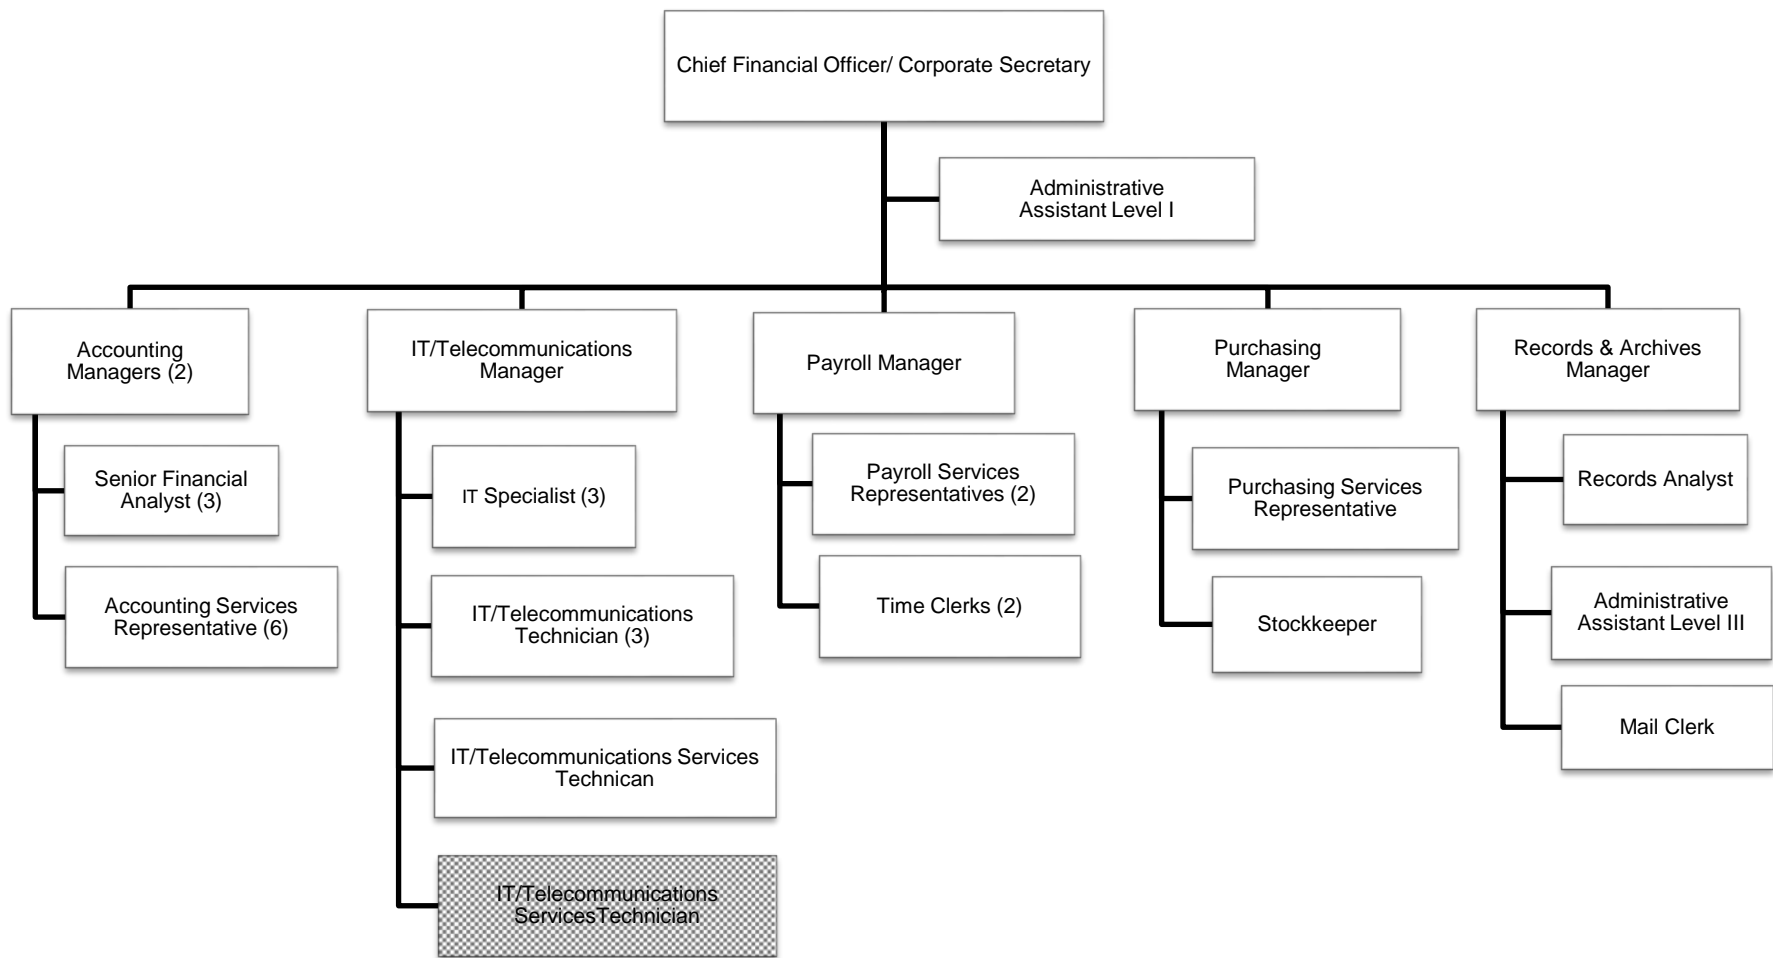 Chief Financial Officer/ Corporate Secretary
Administrative
Assistant Level I
Accounting
Managers (2)
Senior Financial
Analyst (3)
Accounting Services
Representative (6)
IT/Telecommunications
Manager
IT Specialist (3)
IT/Telecommunications
Technician (3)
IT/Telecommunications Services
Technican
IT/Telecommunications
ServicesTechnician
Payroll Manager
Payroll Services
Representatives (2)
Time Clerks (2)
Purchasing
Manager
Purchasing Services
Representative
Stockkeeper
Records & Archives
Manager
Records Analyst
Administrative
Assistant Level III
Mail Clerk